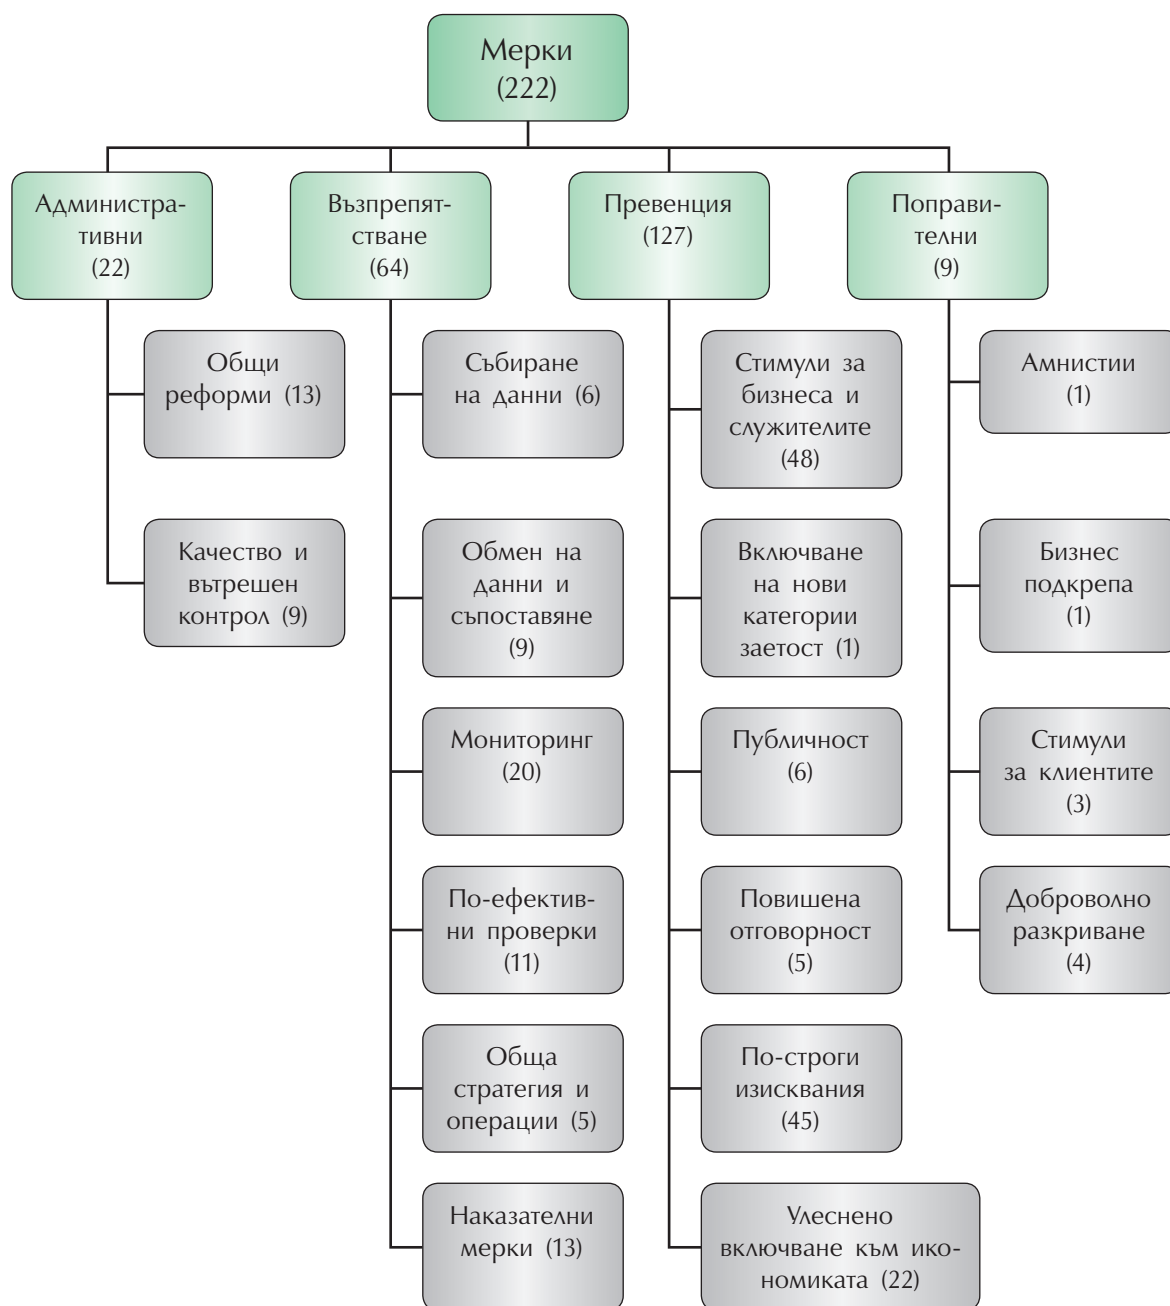 Мерки
(222)
Администра-
тивни
(22)
Възпрепят-
стване
(64)
Превенция
(127)
Поправи-
телни
(9)
Общи
реформи (13)
Качество и
вътрешен
контрол (9)
Събиране
на данни (6)
Обмен на
данни и
съпоставяне
(9)
Мониторинг
(20)
По-ефектив-
ни проверки
(11)
Обща
стратегия и
операции (5)
Наказателни
мерки (13)
Стимули за
бизнеса и
служителите
(48)
Включване
на нови
категории
заетост (1)
Публичност
(6)
Повишена
отговорност
(5)
По-строги
изисквания
(45)
Улеснено
включване към ико-
номиката (22)
Амнистии
(1)
Бизнес
подкрепа
(1)
Стимули
за клиентите
(3)
Доброволно
разкриване
(4)